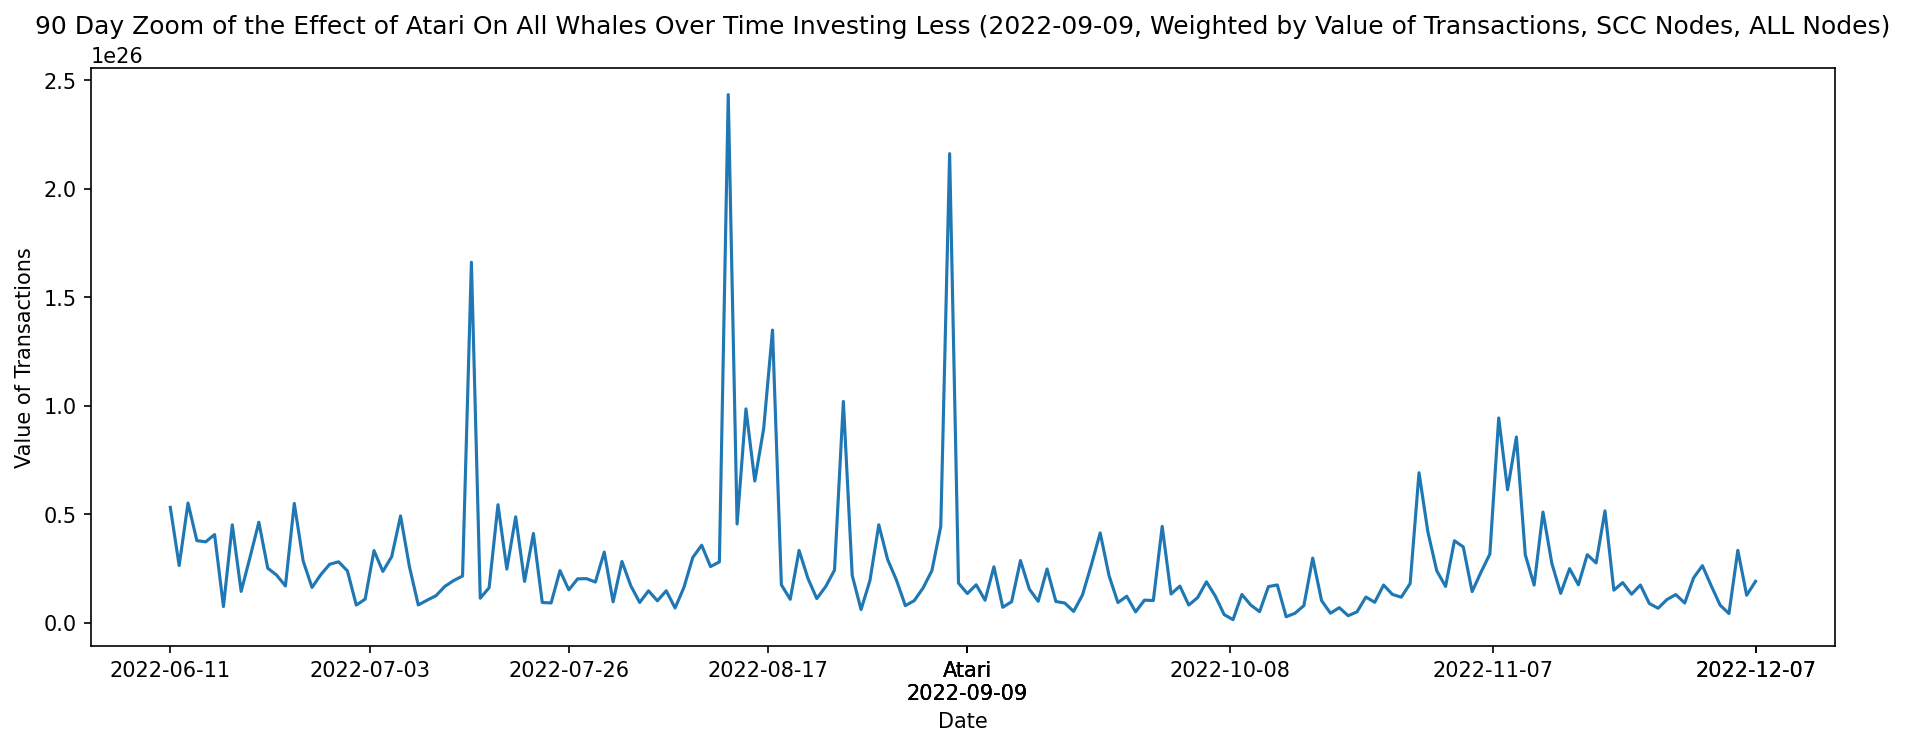 90 Day Zoom of the Effect of Atari On All Whales Over Time Investing Less (2022-09-09, Weighted by Value of Transactions, SCC Nodes, ALL Nodes)
1e26
2.5
2.0
1.5
1.0
0.5
0.0
Value of Transactions
2022-06-11 2022-07-03 2022-07-26 2022-08-17 Atari 2022-10-08 2022-11-07 2022-12-07
2022-09-09
Date